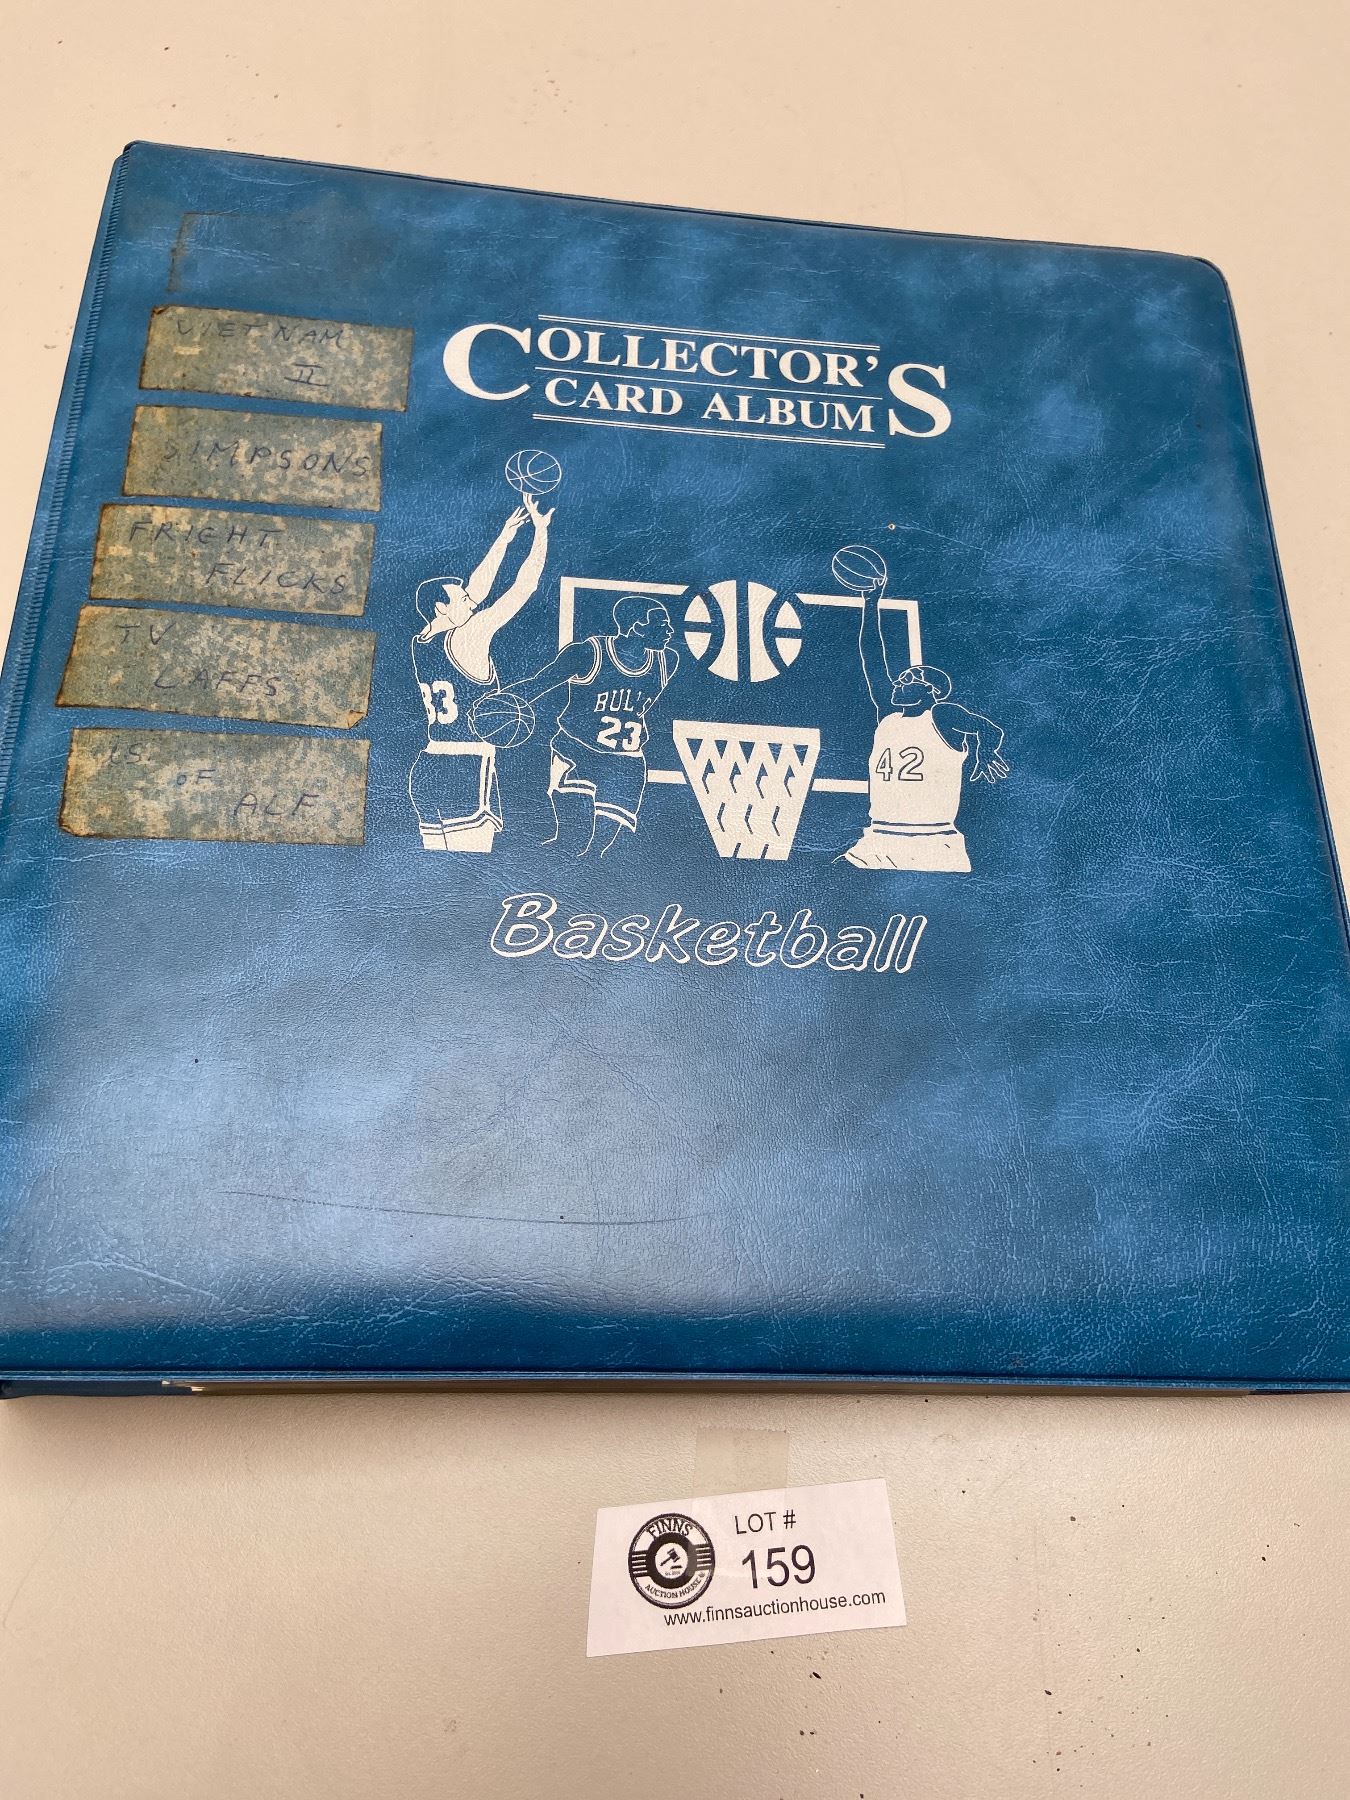 VIETNAM
II
SIMPSONS
FRIGHT
FLICKS
TV
LAFFS
OF
ALF
COLLECTOR'S
CARD ALBUM
33
BULLS
23
42
Basketball
FINNS
AUCTION HOUSE
LOT #
159
www.finnsauctionhouse.com